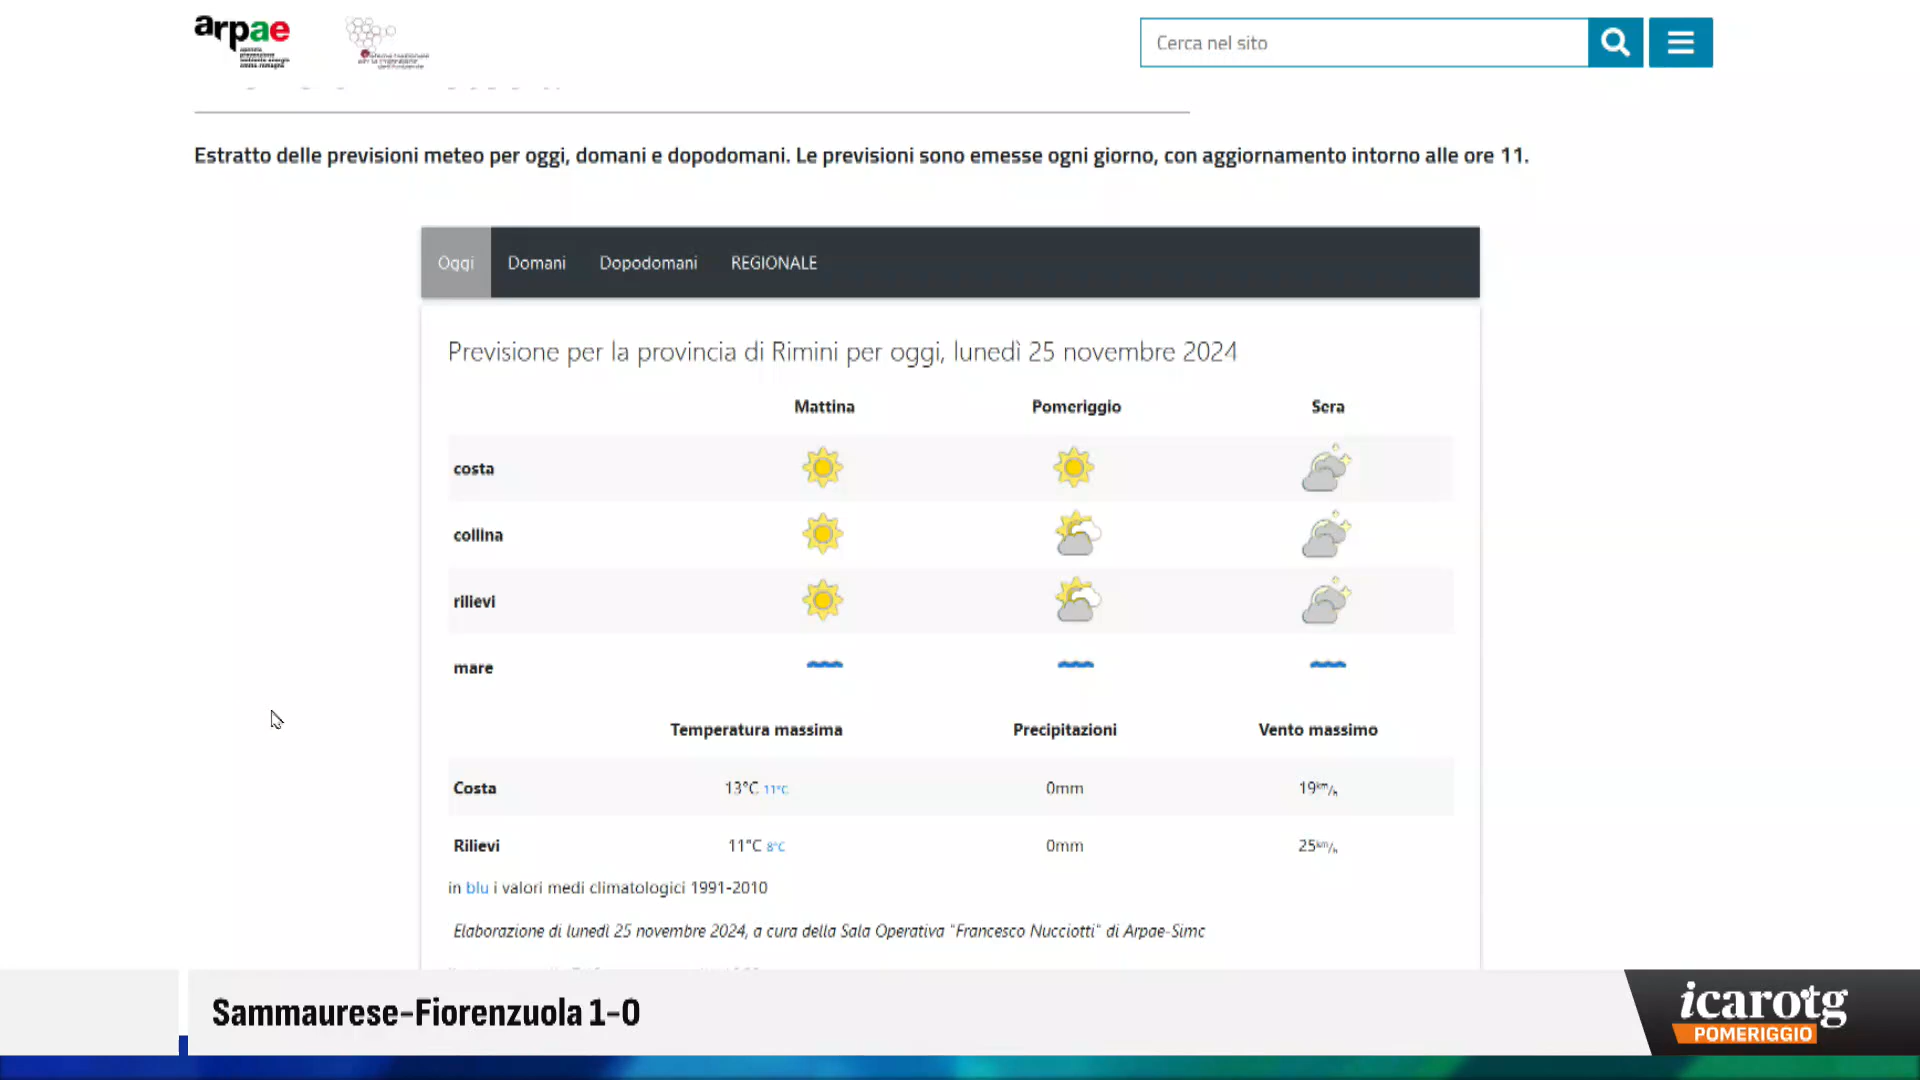 arpae
Cerca nel sito
Estratto delle previsioni meteo per oggi, domani e dopodomani. Le previsioni sono emesse ogni giorno, con aggiornamento intorno alle ore 11.
Oggi Domani Dopodomani REGIONALE
Previsione per la provincia di Rimini per oggi, lunedì 25 novembre 2024
Mattina Pomeriggio Sera
costa
collina
rilievi
mare
Temperatura massima Precipitazioni Vento massimo
Costa 13°C 11°C 0mm 19km/h
Rilievi 11°C 8°C 0mm 25km/h
in blu i valori medi climatologici 1991-2010
Elaborazione di lunedì 25 novembre 2024, a cura della Sala Operativa "Francesco Nucciotti" di Arpae-Simc
Sammaurese-Fiorenzuola 1-0
icarotg
POMERIGGIO